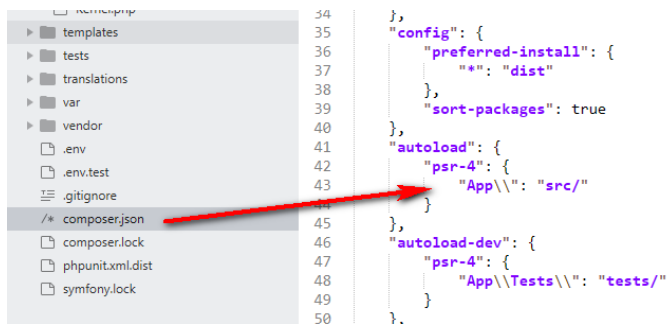 Kernel.php
templates
tests
translations
var
vendor
.env
.env.test
.gitignore
/* composer.json
composer.lock
phpunit.xml.dist
symfony.lock
34 },
35 "config": {
36 "preferred-install": {
37 "*": "dist"
38 },
39 "sort-packages": true
40 },
41 "autoload": {
42 "psr-4": {
43 "App\\": "src/"
44 }
45 },
46 "autoload-dev": {
47 "psr-4": {
48 "App\\Tests\\": "tests/"
49 }
50 },